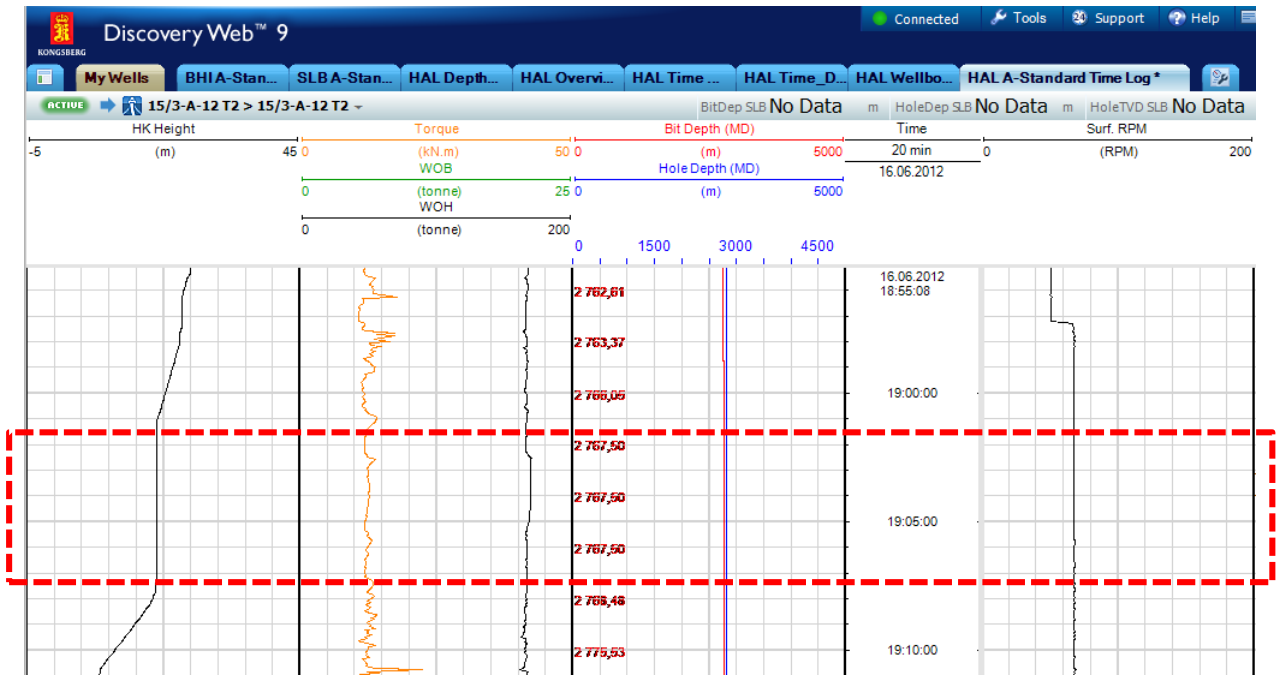 KONGSBERG
Discovery Web™ 9
Connected Tools 24 Support Help
My Wells BHI A-Stan... SLB A-Stan... HAL Depth... HAL Overvi... HAL Time ... HAL Time_D... HAL Wellbo... HAL A-Standard Time Log *
ACTIVE 15/3-A-12 T2 > 15/3-A-12 T2 BitDep SLB No Data m HoleDep SLB No Data m HoleTVD SLB No Data
HK Height Torque Bit Depth (MD) Time Surf. RPM
-5 (m) 45 0 (kN.m) 50 0 (m) 5000 20 min 0 (RPM) 200
WOB Hole Depth (MD) 16.06.2012
0 (tonne) 25 0 (m) 5000
WOH
0 (tonne) 200
0 1500 3000 4500
16.06.2012
2 762,61 18:55:08
2 763,37
2 766,05 19:00:00
2 767,50
2 767,50
19:05:00
2 767,50
2 768,48
2 775,53 19:10:00